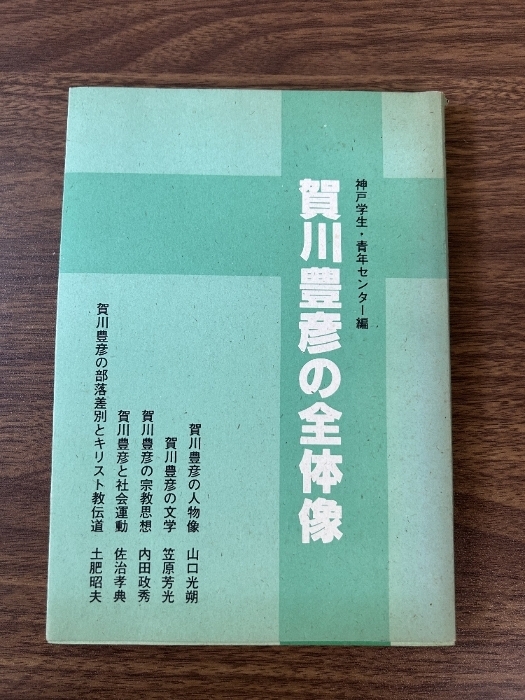 神戸学生・青年センター編
賀川豊彦の全体像
賀川豊彦の人物像 山口光朔
賀川豊彦の文学 笠原芳光
賀川豊彦の宗教思想 内田政秀
賀川豊彦と社会運動 佐治孝典
賀川豊彦の部落差別とキリスト教伝道 土肥昭夫